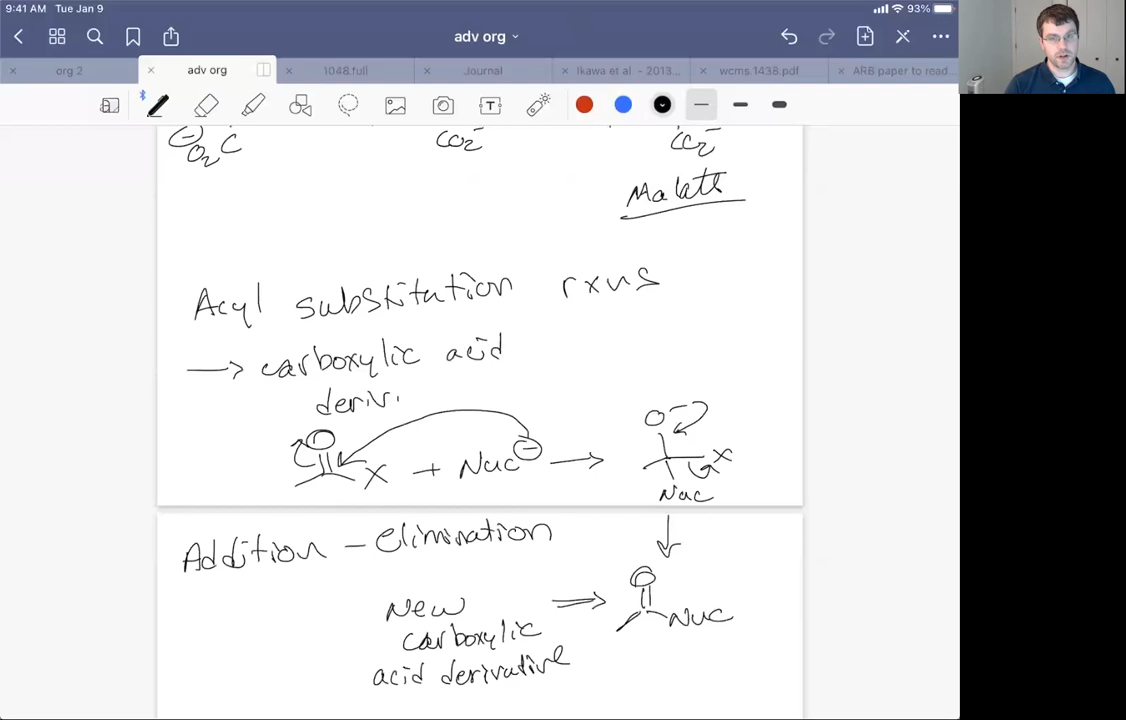 9:41 AM Tue Jan 9
93%
adv org
org 2
adv org
1048.full
Journal
Ikawa et al - 2013...
wcms.1438.pdf
ARB paper to read
T
O₂C
CO₂⁻
CO₂⁻
Malate
Acyl substitution rxns
→ carboxylic acid
deriv.
O
X + Nuc⊖ →
O⁻
X
Nuc
Addition - elimination
↓
O
Nuc
New ⇒
carboxylic
acid derivative